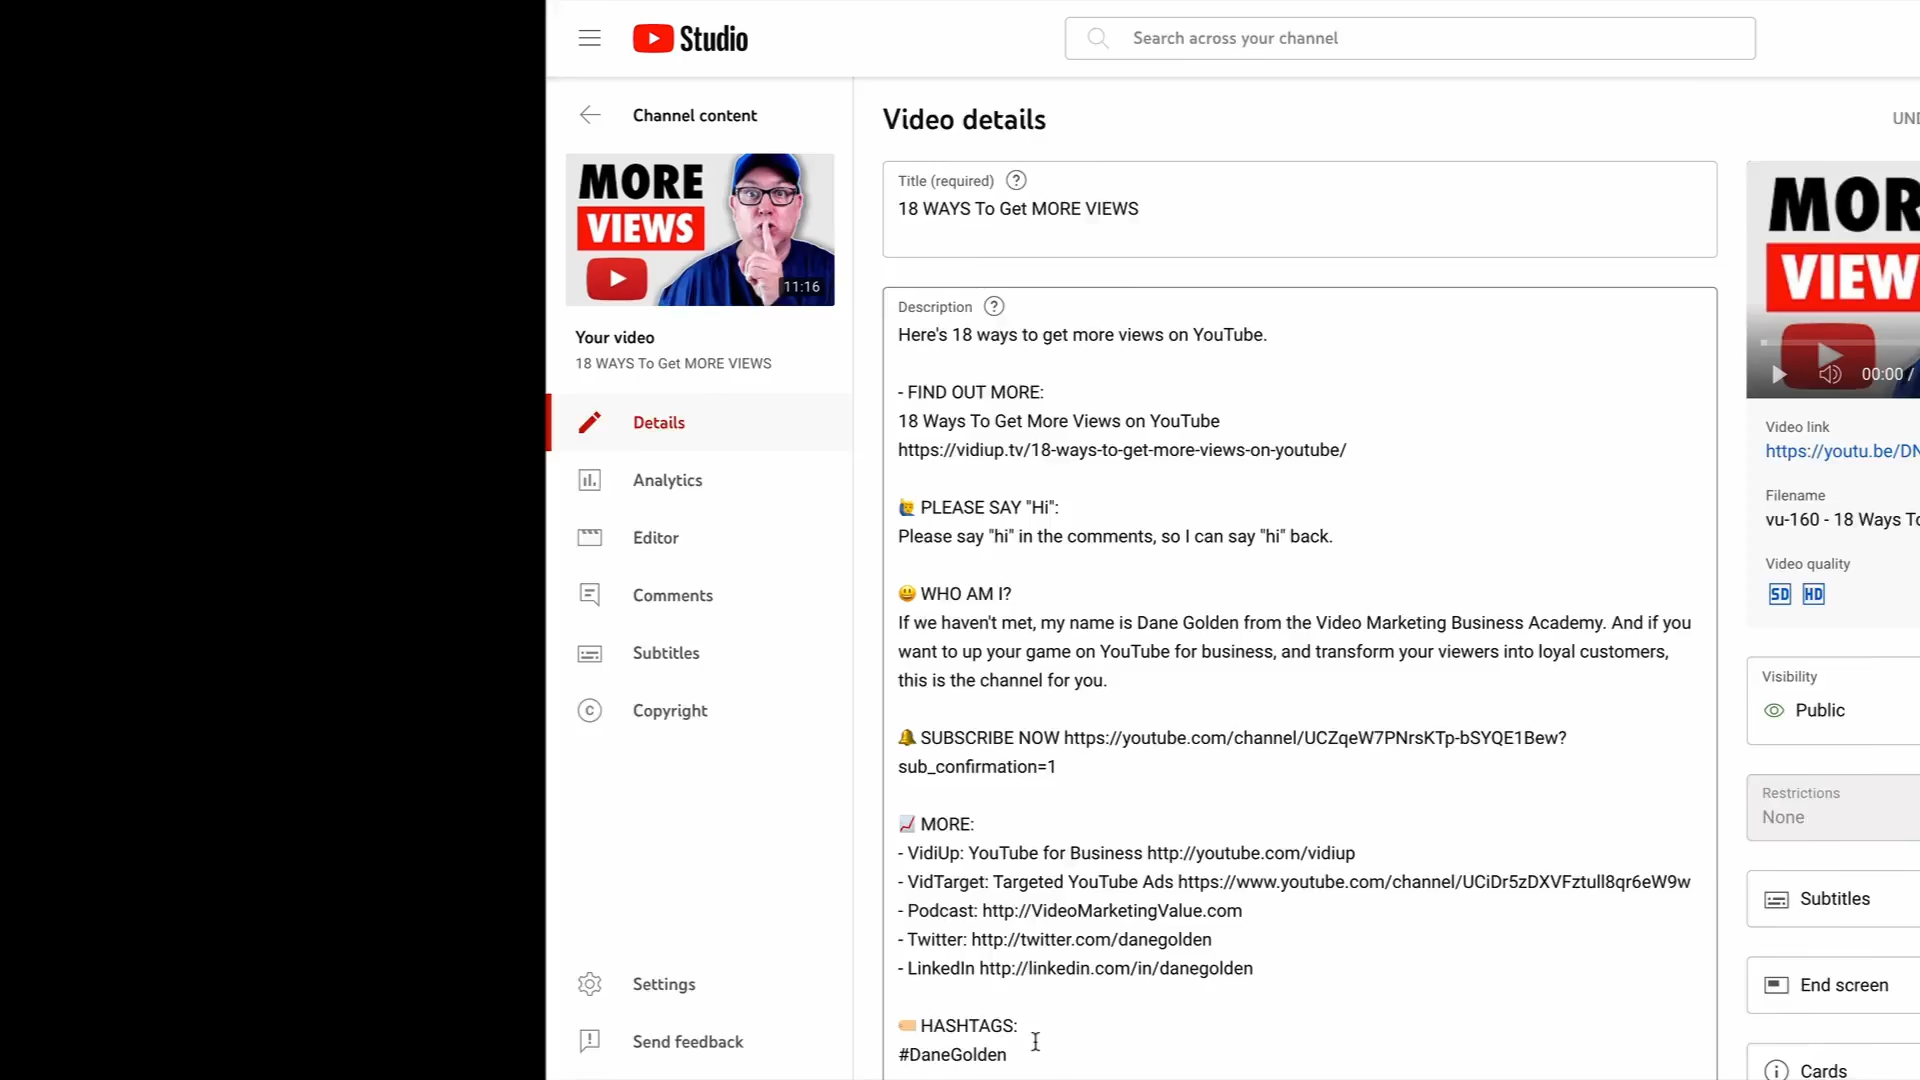 Studio
Search across your channel
Channel content
MORE
VIEWS
11:16
Your video
18 WAYS To Get MORE VIEWS
Details
Analytics
Editor
Comments
Subtitles
Copyright
Settings
Send feedback
Video details
Title (required)
18 WAYS To Get MORE VIEWS
Description
Here's 18 ways to get more views on YouTube.
- FIND OUT MORE:
18 Ways To Get More Views on YouTube
https://vidiup.tv/18-ways-to-get-more-views-on-youtube/
🙋‍♂️ PLEASE SAY "Hi":
Please say "hi" in the comments, so I can say "hi" back.
😃 WHO AM I?
If we haven't met, my name is Dane Golden from the Video Marketing Business Academy. And if you
want to up your game on YouTube for business, and transform your viewers into loyal customers,
this is the channel for you.
🔔 SUBSCRIBE NOW https://youtube.com/channel/UCZqeW7PNrsKTp-bSYQE1Bew?
sub_confirmation=1
📈 MORE:
- VidiUp: YouTube for Business http://youtube.com/vidiup
- VidTarget: Targeted YouTube Ads https://www.youtube.com/channel/UCiDr5zDXVFztull8qr6eW9w
- Podcast: http://VideoMarketingValue.com
- Twitter: http://twitter.com/danegolden
- LinkedIn http://linkedin.com/in/danegolden
🏷️ HASHTAGS:
#DaneGolden
UND
MOR
VIEW
00:00 /
Video link
https://youtu.be/DN
Filename
vu-160 - 18 Ways To
Video quality
SD HD
Visibility
Public
Restrictions
None
Subtitles
End screen
Cards